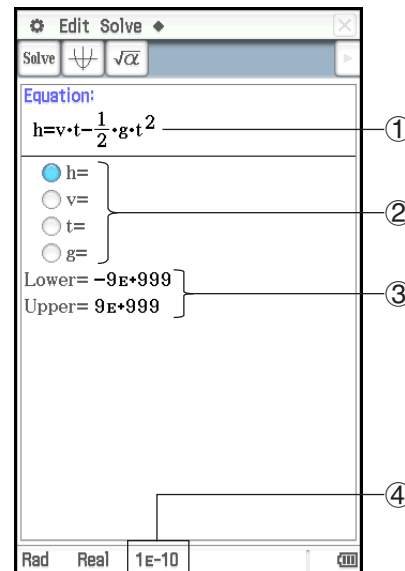 Edit Solve ◆
Solve √α
Equation:
h=v·t−1/2·g·t²
①
h=
②
v=
t=
g=
Lower= −9E+999
③
Upper= 9E+999
④
Rad Real 1E−10